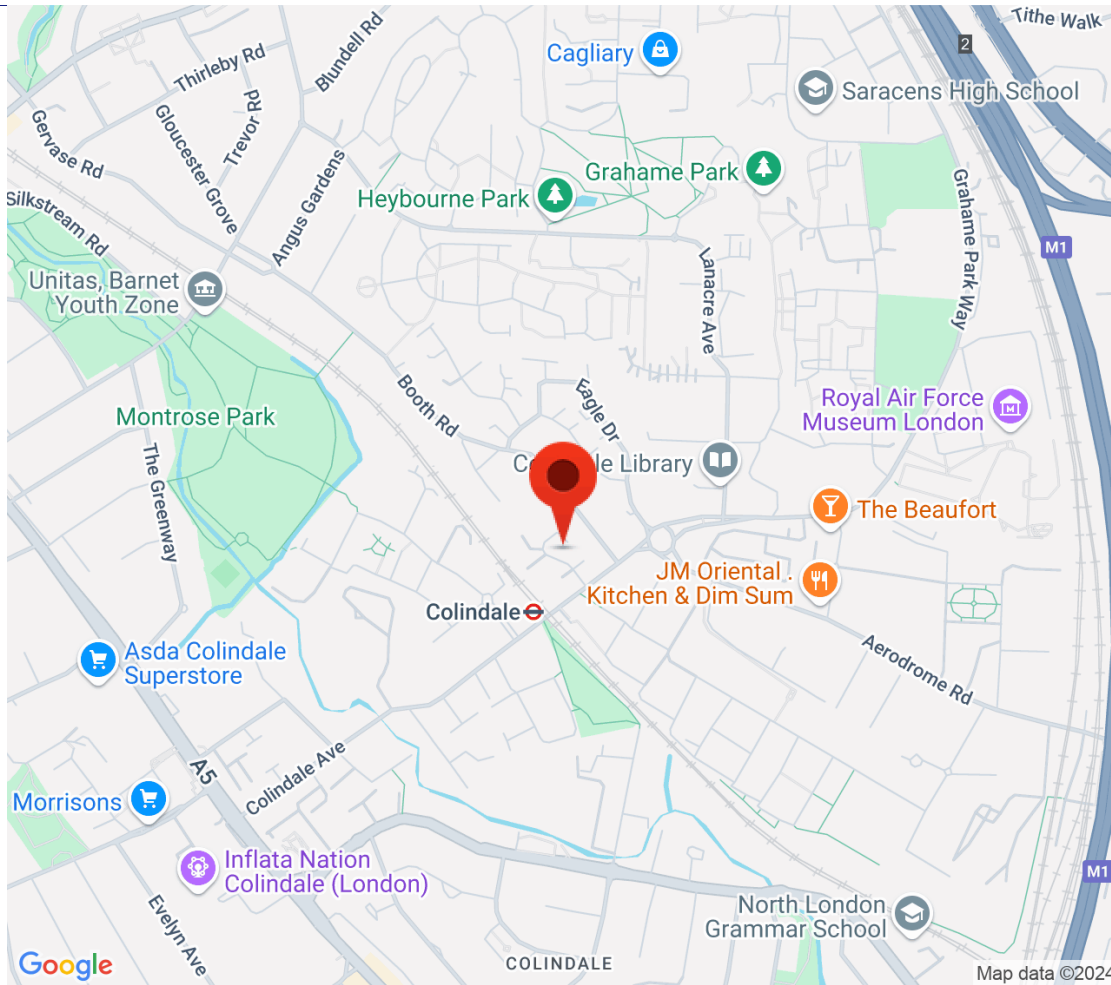 Tithe Walk
Blundell Rd
2
Cagliary
Thirleby Rd
Saracens High School
Trevor Rd
Gloucester Grove
Gervase Rd
Grahame Park
Heybourne Park
Angus Gardens
Silkstream Rd
Grahame Park Way
M1
Lanacre Ave
Unitas, Barnet
Youth Zone
Booth Rd
Eagle Dr
Royal Air Force
Museum London
Montrose Park
The Greenway
Library
The Beaufort
JM Oriental .
Kitchen & Dim Sum
Colindale
Asda Colindale
Superstore
Aerodrome Rd
A5
Colindale Ave
Morrisons
Inflata Nation
Colindale (London)
M1
Evelyn Ave
North London
Grammar School
COLINDALE
Google
Map data ©2024